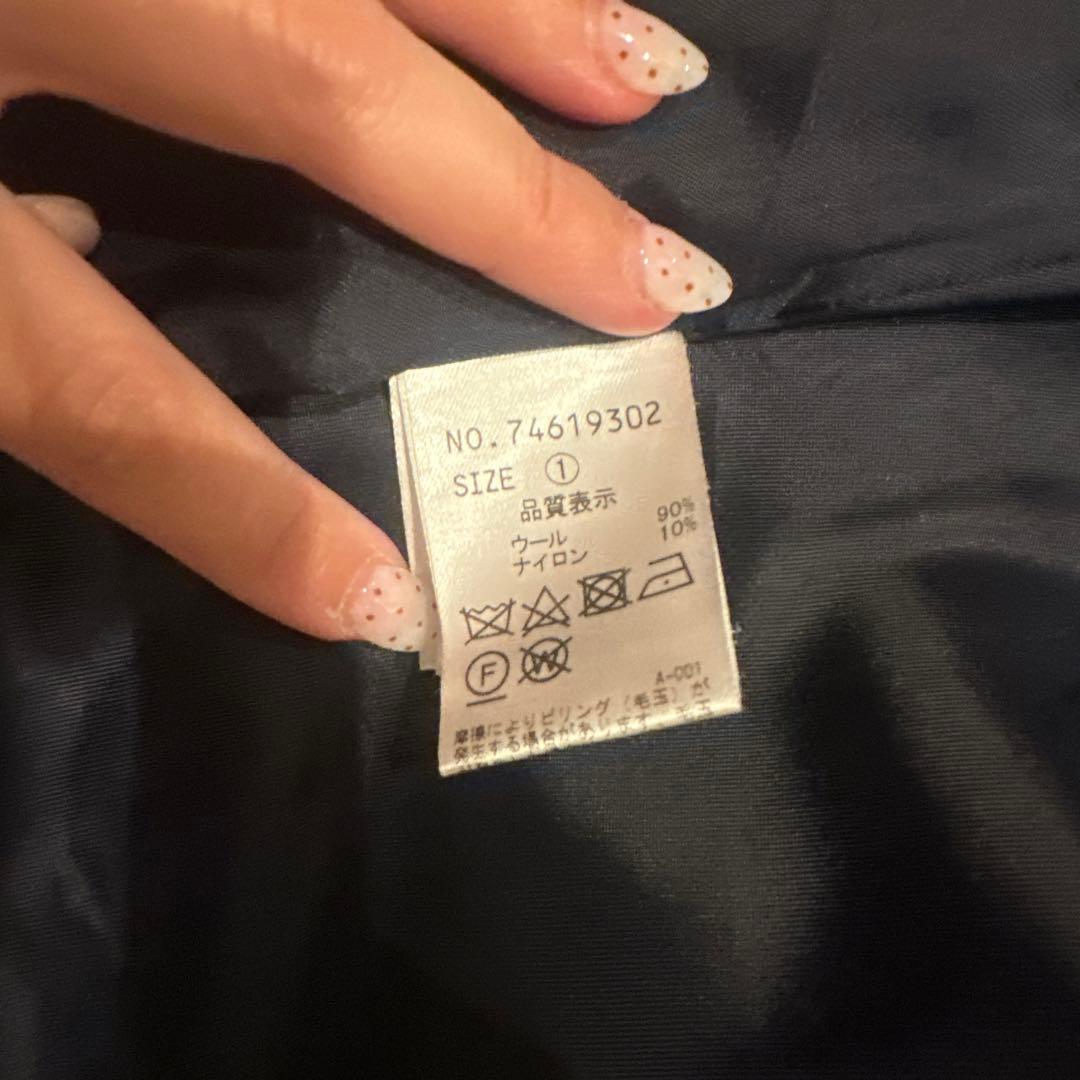 NO.74619302
SIZE ①
品質表示
ウール 90%
ナイロン 10%
F W
A-001
摩擦によりピリング(毛玉)が
発生する場合があります 毛玉